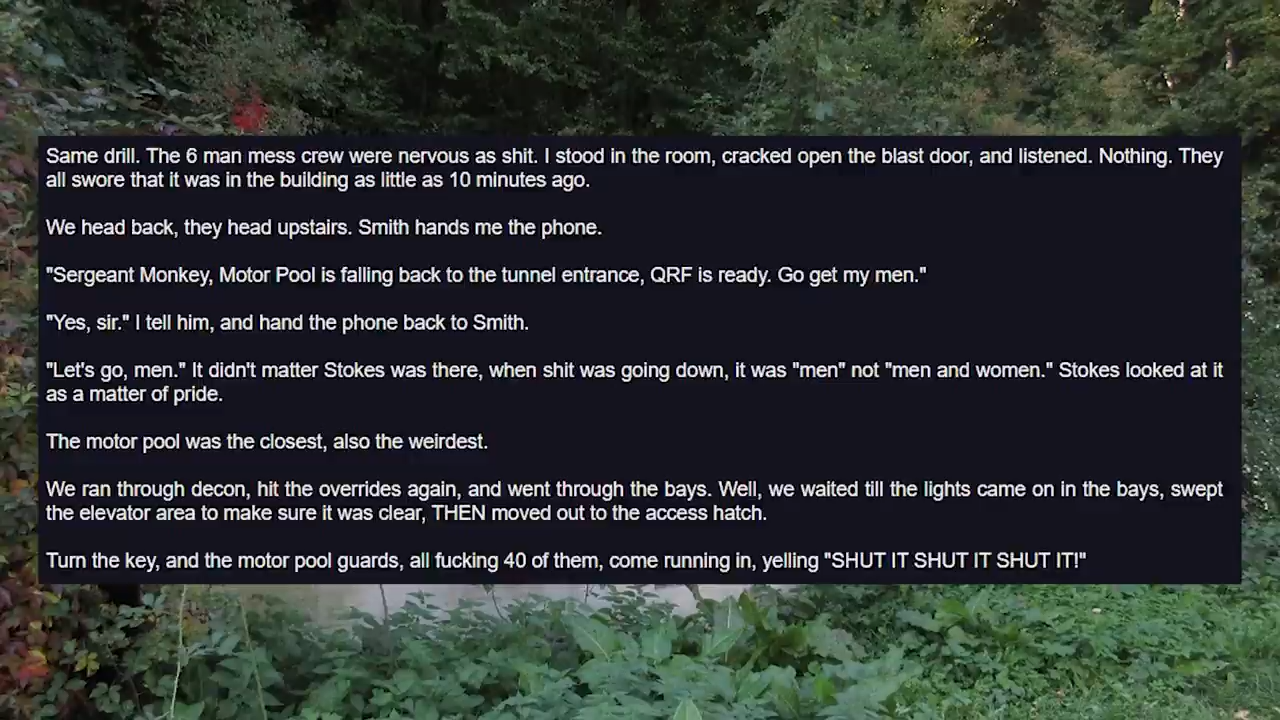 Same drill. The 6 man mess crew were nervous as shit. I stood in the room, cracked open the blast door, and listened. Nothing. They
all swore that it was in the building as little as 10 minutes ago.
We head back, they head upstairs. Smith hands me the phone.
"Sergeant Monkey, Motor Pool is falling back to the tunnel entrance, QRF is ready. Go get my men."
"Yes, sir." I tell him, and hand the phone back to Smith.
"Let's go, men." It didn't matter Stokes was there, when shit was going down, it was "men" not "men and women." Stokes looked at it
as a matter of pride.
The motor pool was the closest, also the weirdest.
We ran through decon, hit the overrides again, and went through the bays. Well, we waited till the lights came on in the bays, swept
the elevator area to make sure it was clear, THEN moved out to the access hatch.
Turn the key, and the motor pool guards, all fucking 40 of them, come running in, yelling "SHUT IT SHUT IT SHUT IT!"